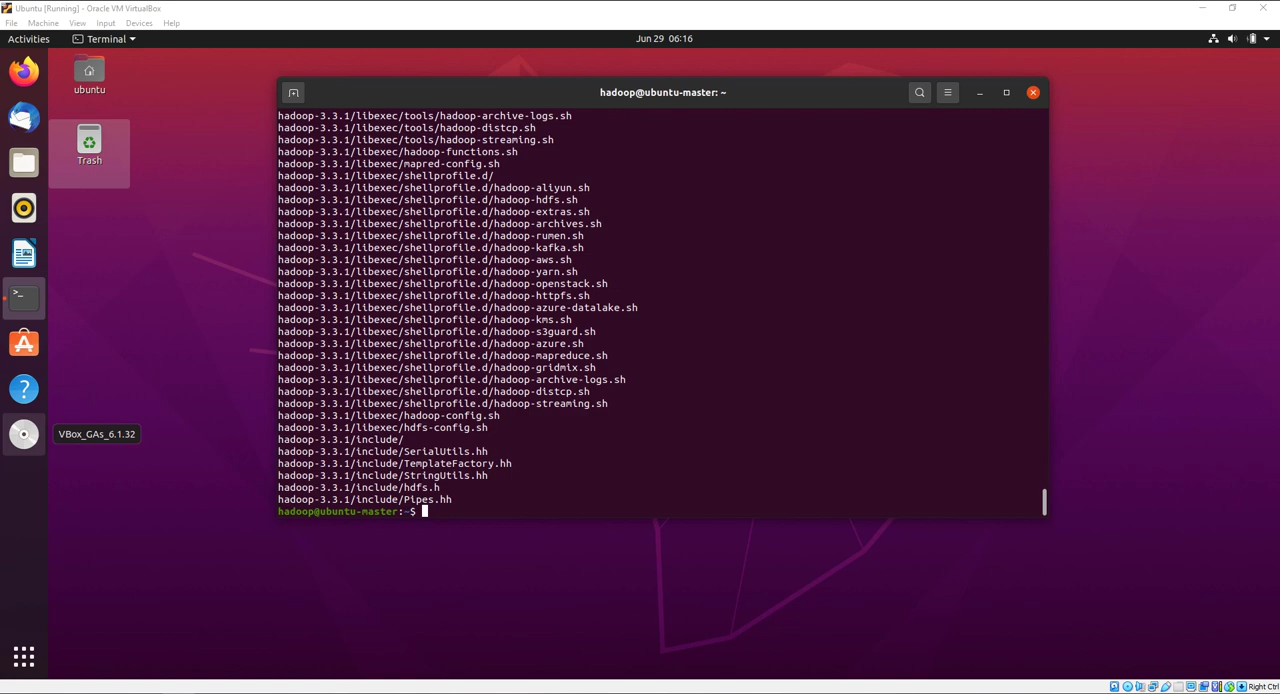 Ubuntu [Running] - Oracle VM VirtualBox
File Machine View Input Devices Help
Activities Terminal Jun 29 06:16
ubuntu
Trash
VBox_GAs_6.1.32
hadoop@ubuntu-master: ~
hadoop-3.3.1/libexec/tools/hadoop-archive-logs.sh
hadoop-3.3.1/libexec/tools/hadoop-distcp.sh
hadoop-3.3.1/libexec/tools/hadoop-streaming.sh
hadoop-3.3.1/libexec/hadoop-functions.sh
hadoop-3.3.1/libexec/mapred-config.sh
hadoop-3.3.1/libexec/shellprofile.d/
hadoop-3.3.1/libexec/shellprofile.d/hadoop-aliyun.sh
hadoop-3.3.1/libexec/shellprofile.d/hadoop-hdfs.sh
hadoop-3.3.1/libexec/shellprofile.d/hadoop-extras.sh
hadoop-3.3.1/libexec/shellprofile.d/hadoop-archives.sh
hadoop-3.3.1/libexec/shellprofile.d/hadoop-rumen.sh
hadoop-3.3.1/libexec/shellprofile.d/hadoop-kafka.sh
hadoop-3.3.1/libexec/shellprofile.d/hadoop-aws.sh
hadoop-3.3.1/libexec/shellprofile.d/hadoop-yarn.sh
hadoop-3.3.1/libexec/shellprofile.d/hadoop-openstack.sh
hadoop-3.3.1/libexec/shellprofile.d/hadoop-httpfs.sh
hadoop-3.3.1/libexec/shellprofile.d/hadoop-azure-datalake.sh
hadoop-3.3.1/libexec/shellprofile.d/hadoop-kms.sh
hadoop-3.3.1/libexec/shellprofile.d/hadoop-s3guard.sh
hadoop-3.3.1/libexec/shellprofile.d/hadoop-azure.sh
hadoop-3.3.1/libexec/shellprofile.d/hadoop-mapreduce.sh
hadoop-3.3.1/libexec/shellprofile.d/hadoop-gridmix.sh
hadoop-3.3.1/libexec/shellprofile.d/hadoop-archive-logs.sh
hadoop-3.3.1/libexec/shellprofile.d/hadoop-distcp.sh
hadoop-3.3.1/libexec/shellprofile.d/hadoop-streaming.sh
hadoop-3.3.1/libexec/hadoop-config.sh
hadoop-3.3.1/libexec/hdfs-config.sh
hadoop-3.3.1/include/
hadoop-3.3.1/include/SerialUtils.hh
hadoop-3.3.1/include/TemplateFactory.hh
hadoop-3.3.1/include/StringUtils.hh
hadoop-3.3.1/include/hdfs.h
hadoop-3.3.1/include/Pipes.hh
hadoop@ubuntu-master:~$
Right Ctrl